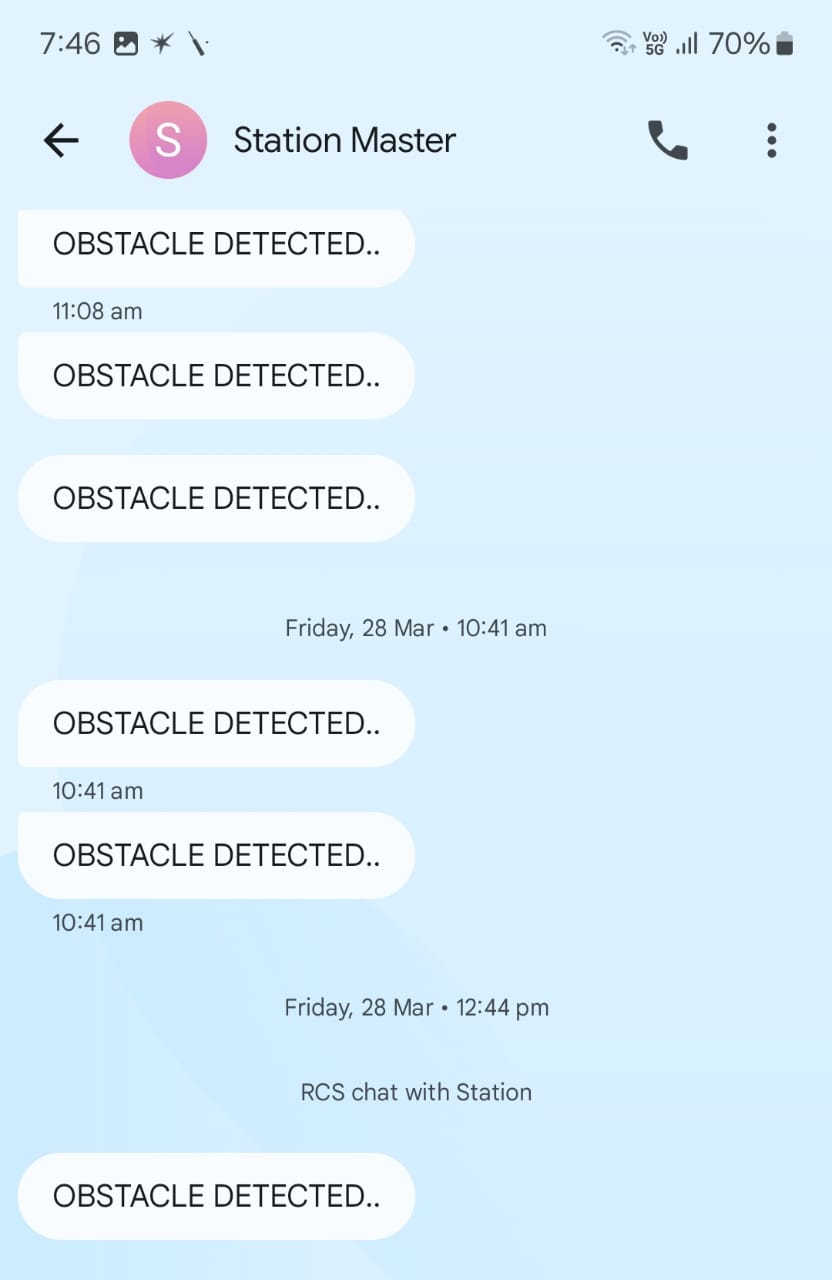 7:46 Vo)) 5G 70%
S Station Master
OBSTACLE DETECTED..
11:08 am
OBSTACLE DETECTED..
OBSTACLE DETECTED..
Friday, 28 Mar • 10:41 am
OBSTACLE DETECTED..
10:41 am
OBSTACLE DETECTED..
10:41 am
Friday, 28 Mar • 12:44 pm
RCS chat with Station
OBSTACLE DETECTED..